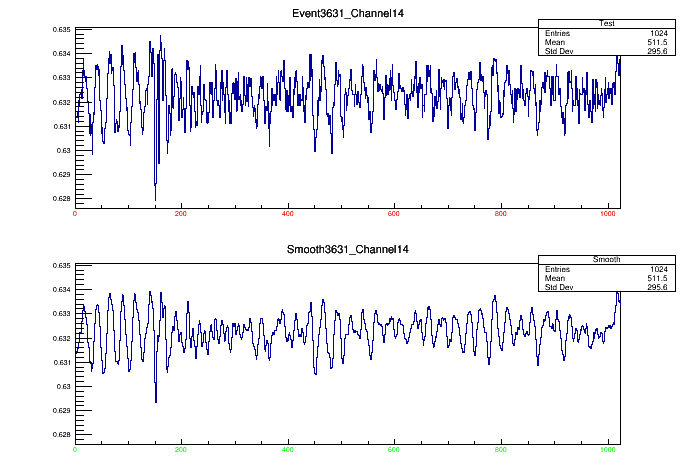 Event3631_Channel14
Test
Entries 1024
Mean 511.5
Std Dev 295.6
0.635
0.634
0.633
0.632
0.631
0.63
0.629
0.628
0 200 400 600 800 1000
Smooth3631_Channel14
Smooth
Entries 1024
Mean 511.5
Std Dev 295.6
0.635
0.634
0.633
0.632
0.631
0.63
0.629
0.628
0 200 400 600 800 1000